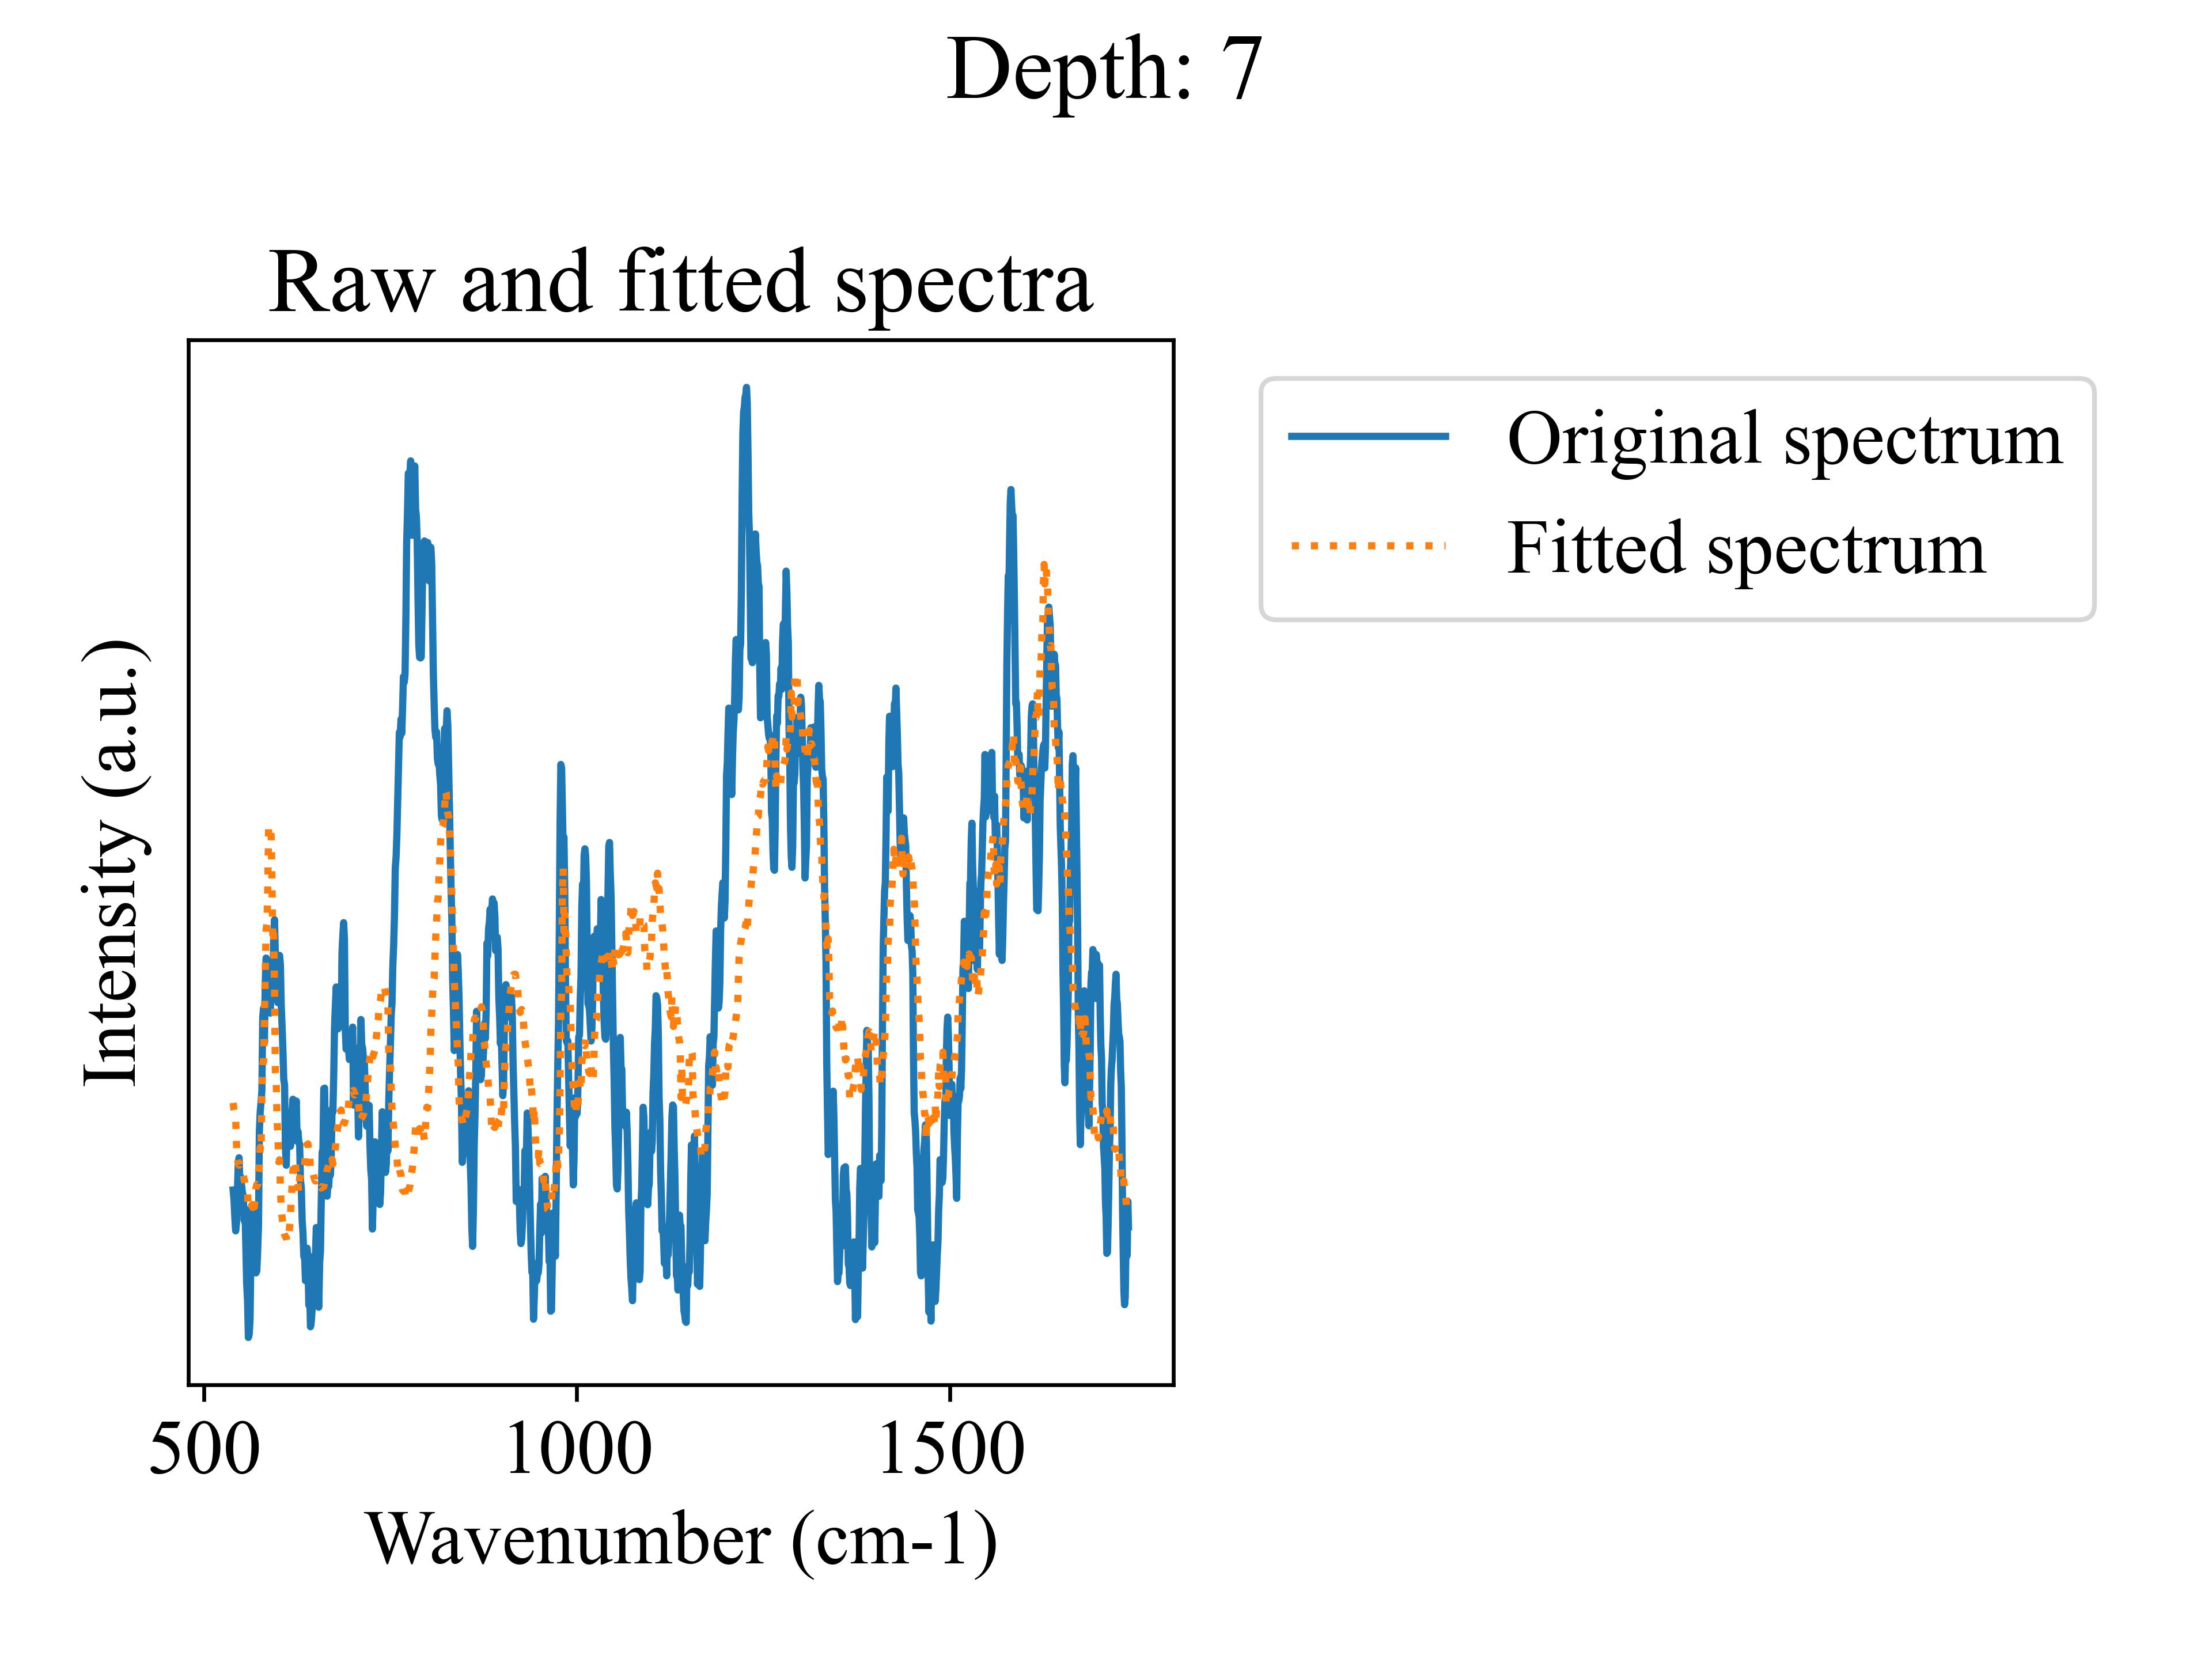 Depth: 7
Raw and fitted spectra
Original spectrum
Fitted spectrum
Intensity (a.u.)
500 1000 1500
Wavenumber (cm-1)